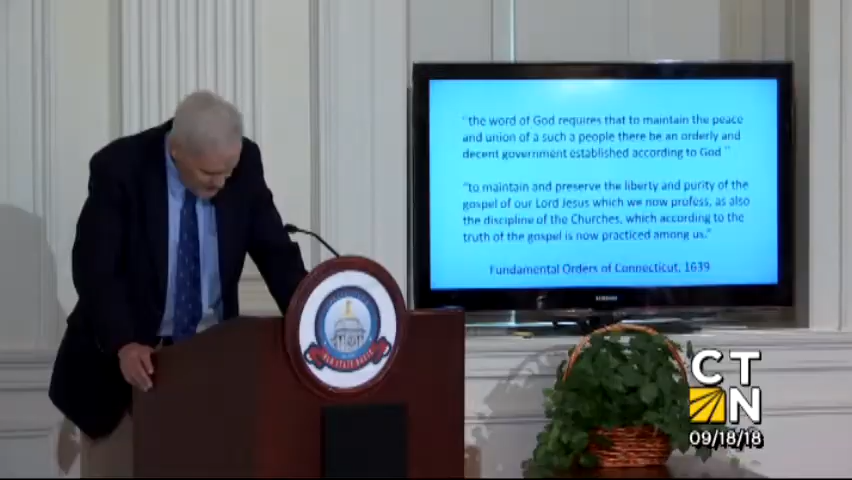 "the word of God requires that to maintain the peace
and union of a such a people there be an orderly and
decent government established according to God "
"to maintain and preserve the liberty and purity of the
gospel of our Lord Jesus which we now profess, as also
the discipline of the Churches, which according to the
truth of the gospel is now practiced among us."
Fundamental Orders of Connecticut, 1639
SAMSUNG
OLD STATE HOUSE
CT
N
09/18/18